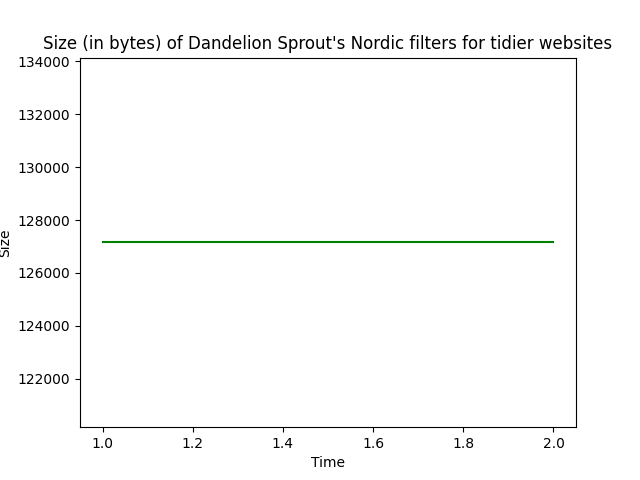 Size (in bytes) of Dandelion Sprout's Nordic filters for tidier websites
134000
132000
130000
128000
126000
124000
122000
Size
1.0 1.2 1.4 1.6 1.8 2.0
Time